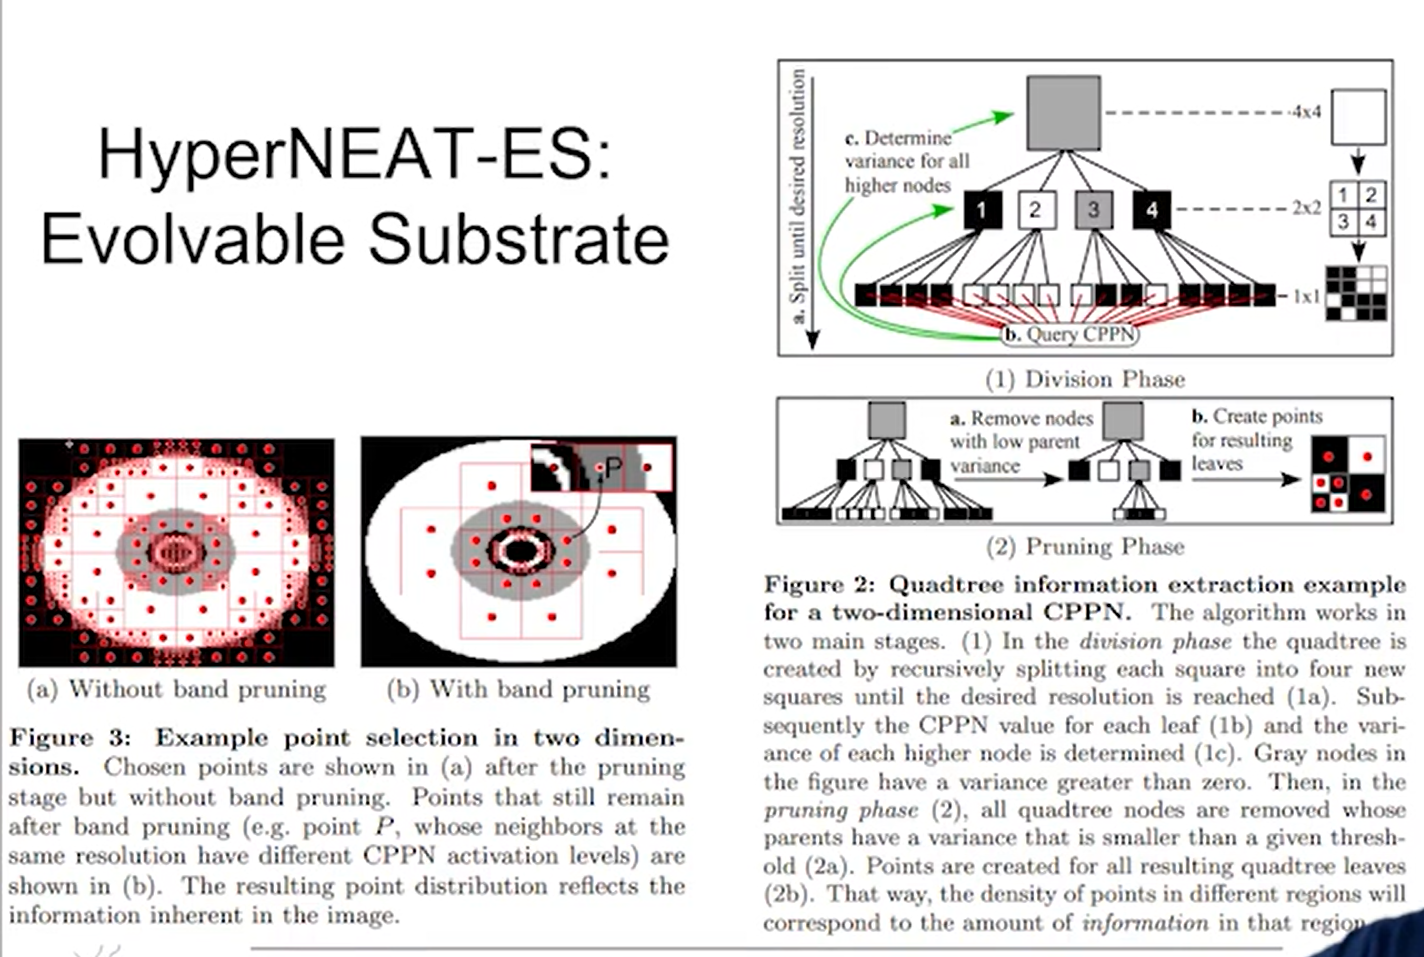 HyperNEAT-ES:
Evolvable Substrate
P
(a) Without band pruning
(b) With band pruning
Figure 3: Example point selection in two dimen-
sions. Chosen points are shown in (a) after the pruning
stage but without band pruning. Points that still remain
after band pruning (e.g. point P, whose neighbors at the
same resolution have different CPPN activation levels) are
shown in (b). The resulting point distribution reflects the
information inherent in the image.
a. Split until desired resolution
c. Determine
variance for all
higher nodes
4x4
1 2 3 4
2x2
1 2
3 4
1x1
b. Query CPPN
(1) Division Phase
a. Remove nodes
with low parent
variance
b. Create points
for resulting
leaves
(2) Pruning Phase
Figure 2: Quadtree information extraction example
for a two-dimensional CPPN. The algorithm works in
two main stages. (1) In the division phase the quadtree is
created by recursively splitting each square into four new
squares until the desired resolution is reached (1a). Sub-
sequently the CPPN value for each leaf (1b) and the vari-
ance of each higher node is determined (1c). Gray nodes in
the figure have a variance greater than zero. Then, in the
pruning phase (2), all quadtree nodes are removed whose
parents have a variance that is smaller than a given thresh-
old (2a). Points are created for all resulting quadtree leaves
(2b). That way, the density of points in different regions will
correspond to the amount of information in that region